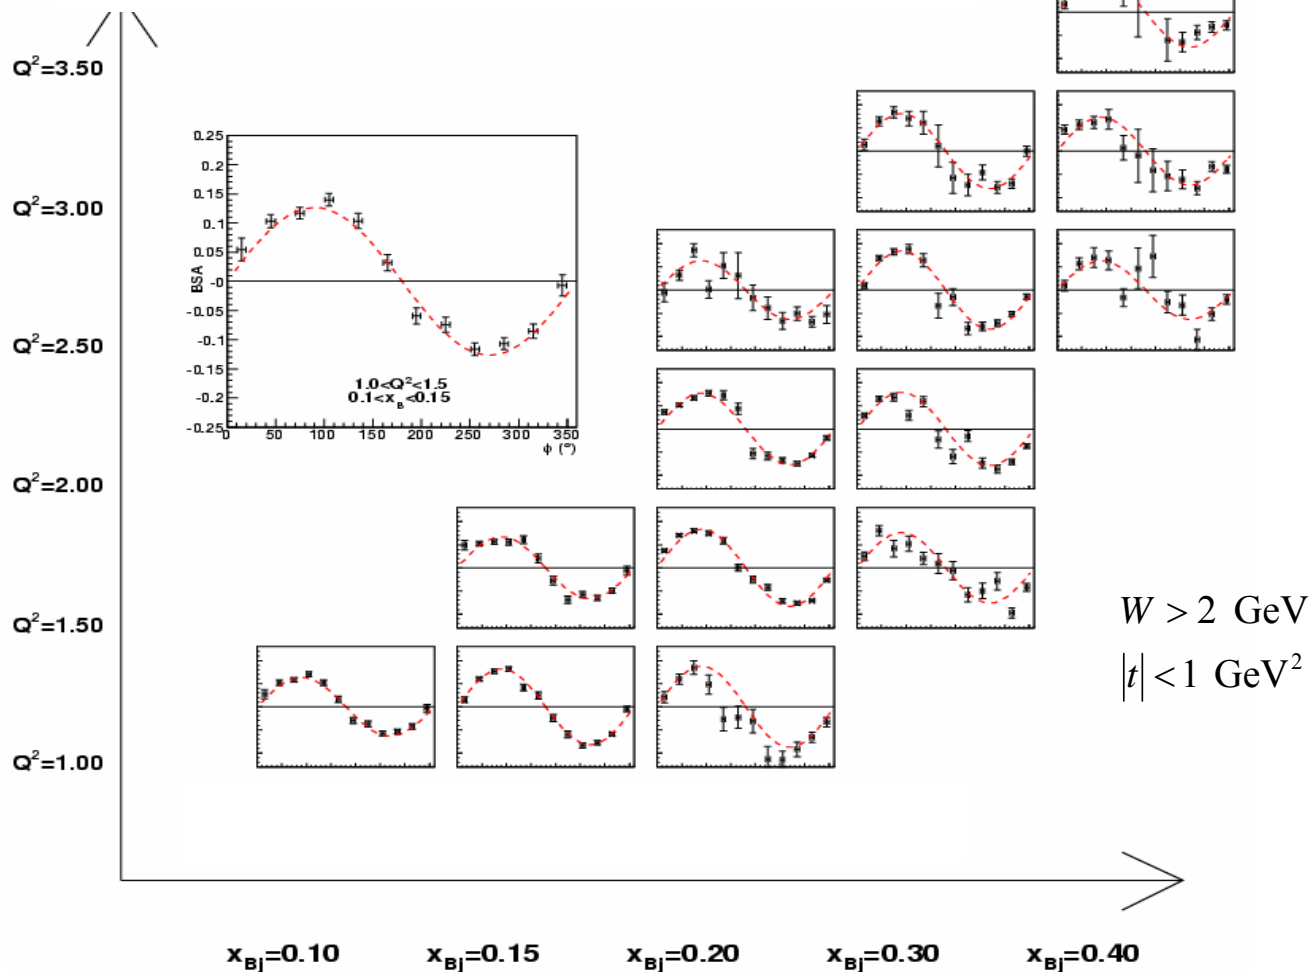 Q²=3.50
Q²=3.00
Q²=2.50
Q²=2.00
Q²=1.50
Q²=1.00
0.25
0.2
0.15
0.1
0.05
-0
-0.05
-0.1
-0.15
-0.2
-0.25
BSA
1.0<Q²<1.5
0.1<x_B<0.15
0 50 100 150 200 250 300 350
ϕ (°)
W > 2 GeV
|t| < 1 GeV²
x_Bj=0.10 x_Bj=0.15 x_Bj=0.20 x_Bj=0.30 x_Bj=0.40